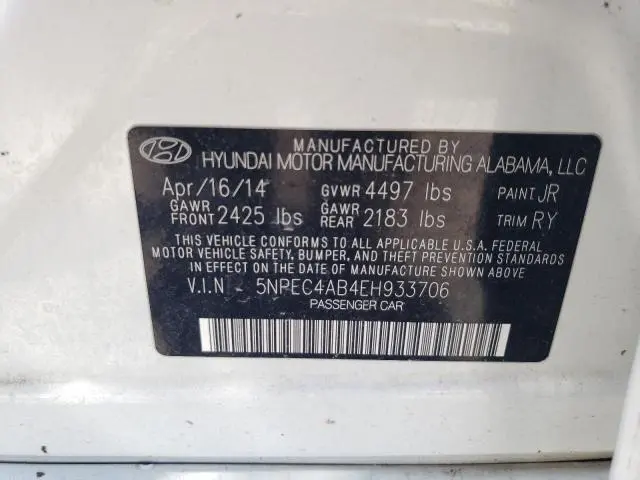 MANUFACTURED BY
HYUNDAI MOTOR MANUFACTURING ALABAMA, LLC
Apr/16/14 GVWR 4497 lbs PAINT JR
GAWR FRONT 2425 lbs GAWR REAR 2183 lbs TRIM RY
THIS VEHICLE CONFORMS TO ALL APPLICABLE U.S.A. FEDERAL
MOTOR VEHICLE SAFETY, BUMPER, AND THEFT PREVENTION STANDARDS
IN EFFECT ON THE DATE OF MANUFACTURE SHOWN ABOVE
V.I.N - 5NPEC4AB4EH933706
PASSENGER CAR